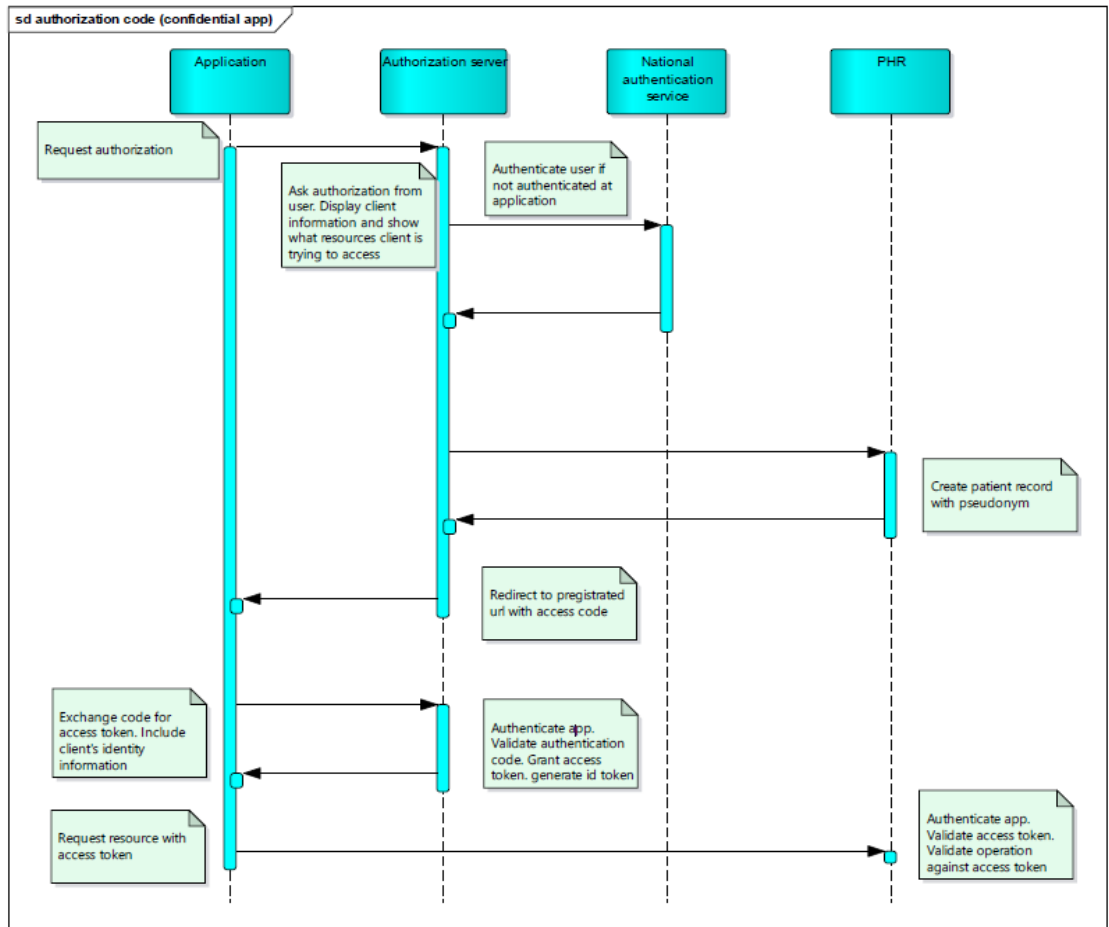 sd authorization code (confidential app)
Application
Authorization server
National
authentication
service
PHR
Request authorization
Ask authorization from
user. Display client
information and show
what resources client is
trying to access
Authenticate user if
not authenticated at
application
Create patient record
with pseudonym
Redirect to pregistrated
url with access code
Exchange code for
access token. Include
client's identity
information
Authenticate app.
Validate authentication
code. Grant access
token. generate id token
Request resource with
access token
Authenticate app.
Validate access token.
Validate operation
against access token